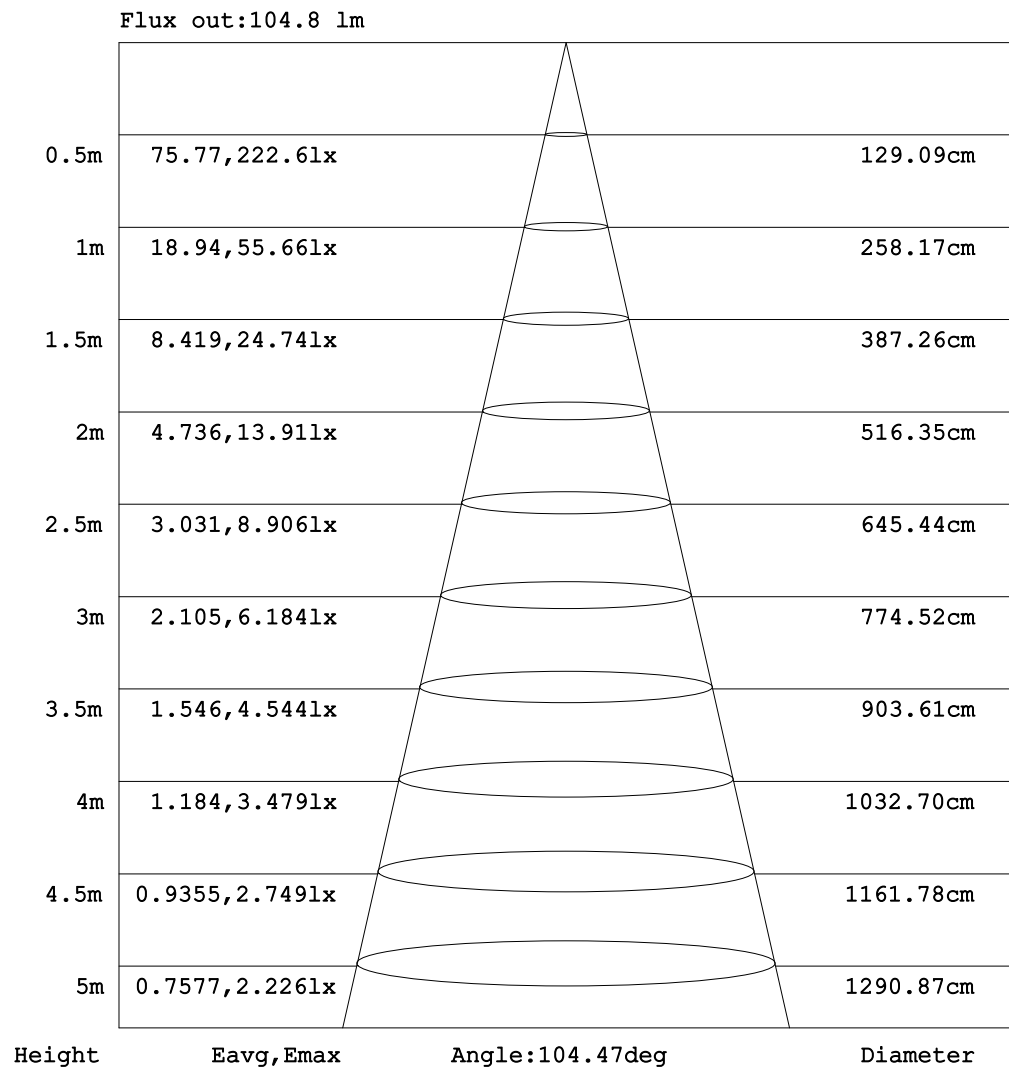 Flux out:104.8 lm
0.5m 75.77,222.6lx 129.09cm
1m 18.94,55.66lx 258.17cm
1.5m 8.419,24.74lx 387.26cm
2m 4.736,13.91lx 516.35cm
2.5m 3.031,8.906lx 645.44cm
3m 2.105,6.184lx 774.52cm
3.5m 1.546,4.544lx 903.61cm
4m 1.184,3.479lx 1032.70cm
4.5m 0.9355,2.749lx 1161.78cm
5m 0.7577,2.226lx 1290.87cm
Height Eavg,Emax Angle:104.47deg Diameter